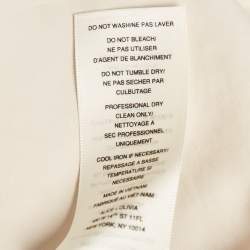 DO NOT WASH/NE PAS LAVER
DO NOT BLEACH/
NE PAS UTILISER
D'AGENT DE BLANCHIMENT
DO NOT TUMBLE DRY/
NE PAS SECHER PAR
CULBUTAGE
PROFESSIONAL DRY
CLEAN ONLY/
NETTOYAGE A
SEC PROFESSIONNEL
UNIQUEMENT
COOL IRON IF NECESSARY/
REPASSAGE A BASSE
TEMPERATURE SI
NECESSAIRE
MADE IN VIETNAM
FABRIQUE AU VIET-NAM
ALICE + OLIVIA
14TH ST 11FL
NEW YORK, NY 10014